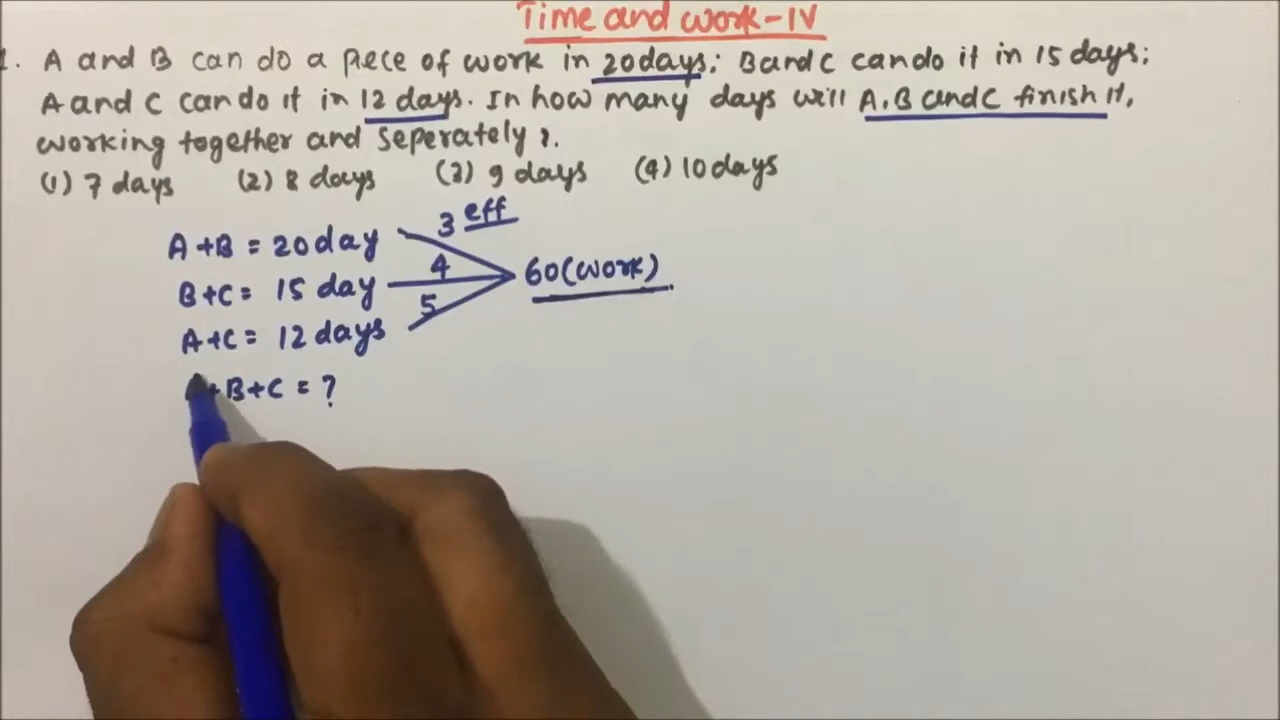 Time and work-IV
1. A and B can do a piece of work in 20days; B and C can do it in 15 days;
A and C can do it in 12 days. In how many days will A, B and C finish it,
working together and seperately ?.
(1) 7 days (2) 8 days (3) 9 days (4) 10 days
3 eff
A+B = 20 day
4 60(work)
B+C = 15 day
5
A+C = 12 days
+B+C = ?